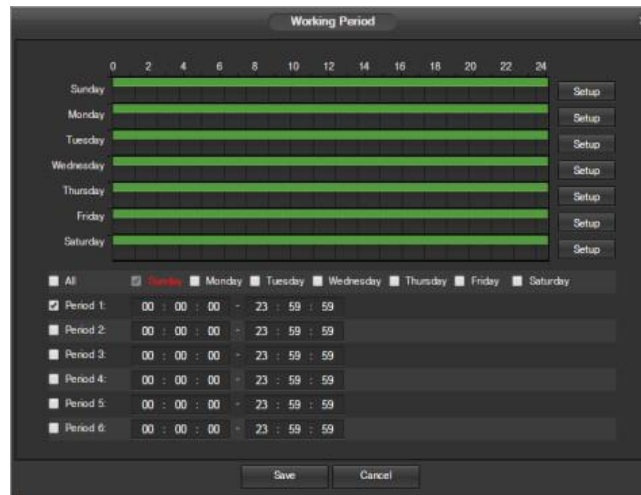 Working Period
0 2 4 6 8 10 12 14 16 18 20 22 24
Sunday Setup
Monday Setup
Tuesday Setup
Wednesday Setup
Thursday Setup
Friday Setup
Saturday Setup
All Sunday Monday Tuesday Wednesday Thursday Friday Saturday
Period 1: 00 : 00 : 00 - 23 : 59 : 59
Period 2: 00 : 00 : 00 - 23 : 59 : 59
Period 3: 00 : 00 : 00 - 23 : 59 : 59
Period 4: 00 : 00 : 00 - 23 : 59 : 59
Period 5: 00 : 00 : 00 - 23 : 59 : 59
Period 6: 00 : 00 : 00 - 23 : 59 : 59
Save Cancel